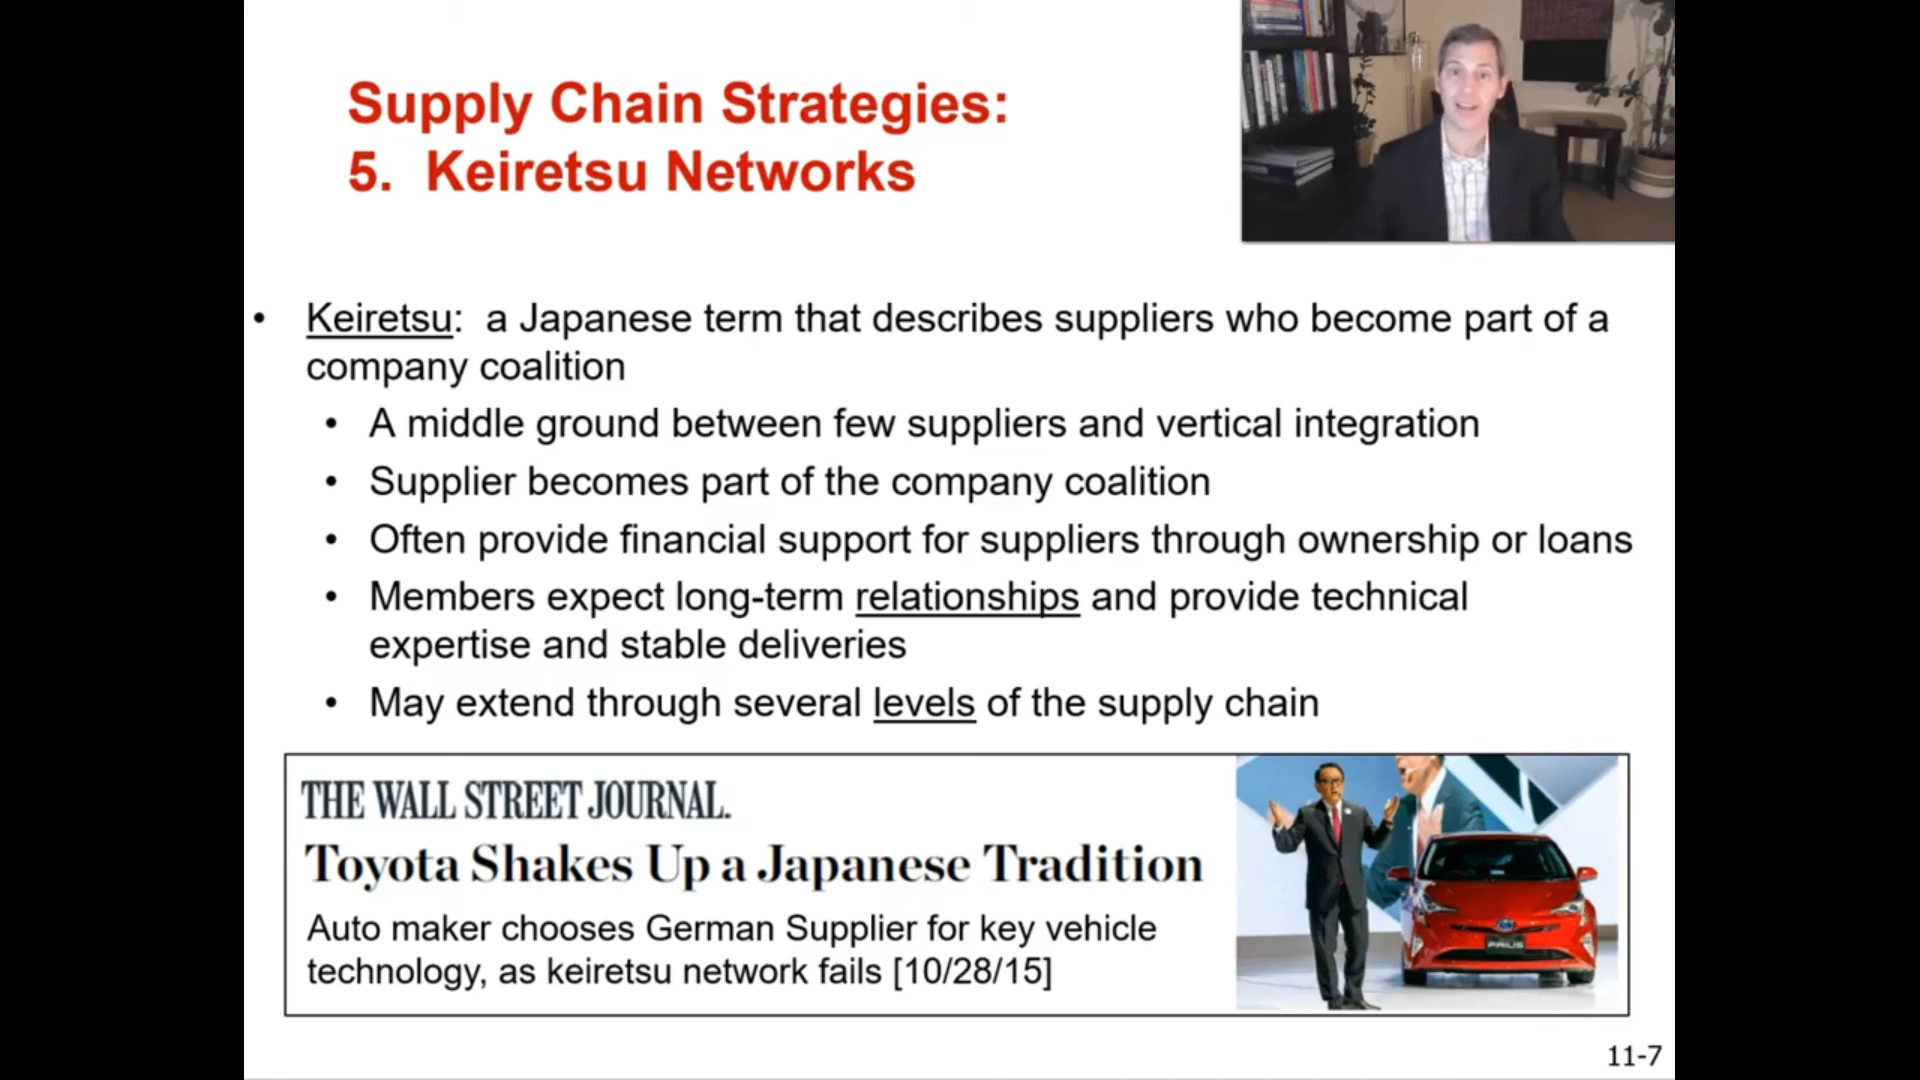 Supply Chain Strategies:
5. Keiretsu Networks
• Keiretsu: a Japanese term that describes suppliers who become part of a
company coalition
• A middle ground between few suppliers and vertical integration
• Supplier becomes part of the company coalition
• Often provide financial support for suppliers through ownership or loans
• Members expect long-term relationships and provide technical
expertise and stable deliveries
• May extend through several levels of the supply chain
THE WALL STREET JOURNAL.
Toyota Shakes Up a Japanese Tradition
Auto maker chooses German Supplier for key vehicle
technology, as keiretsu network fails [10/28/15]
PRIUS
11-7